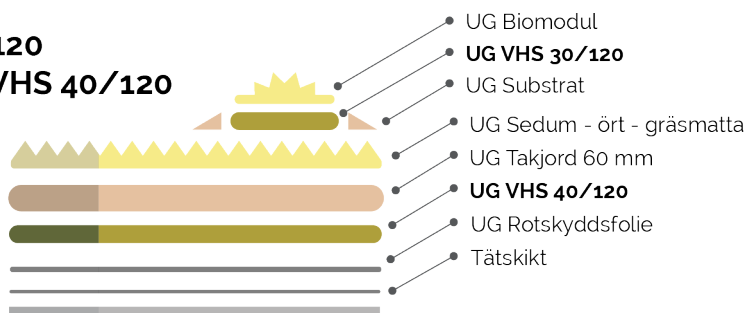 120
VHS 40/120
UG Biomodul
UG VHS 30/120
UG Substrat
UG Sedum - ört - gräsmatta
UG Takjord 60 mm
UG VHS 40/120
UG Rotskyddsfolie
Tätskikt